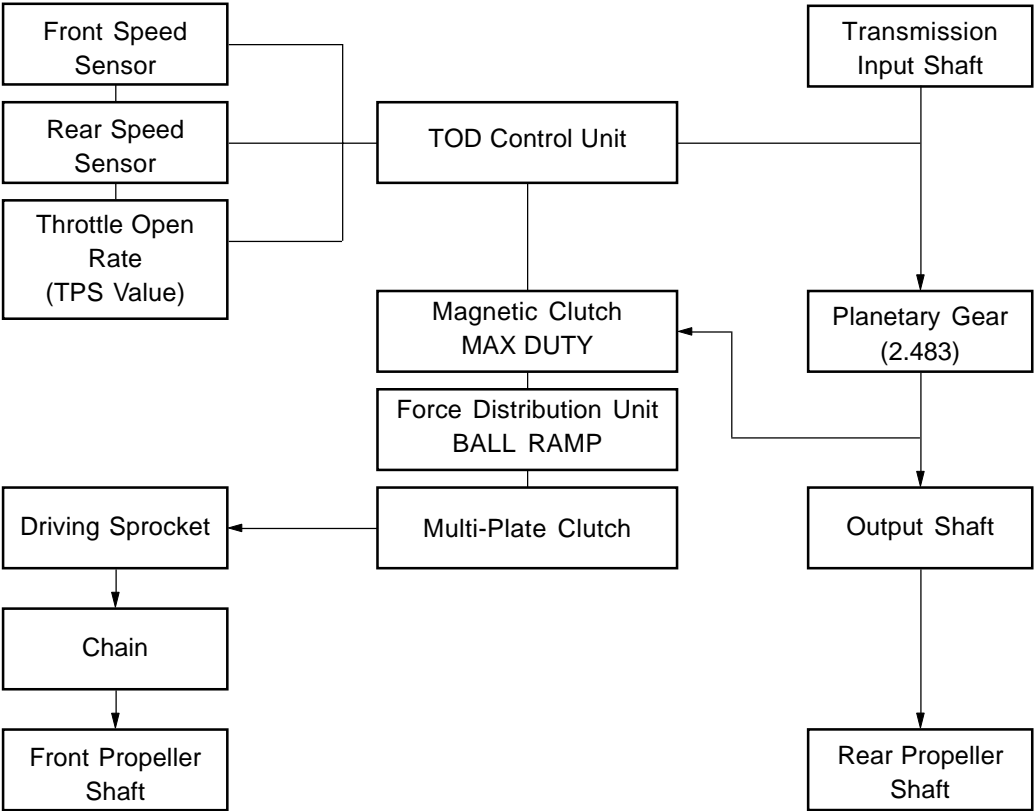 Front Speed
Sensor
Transmission
Input Shaft
Rear Speed
Sensor
TOD Control Unit
Throttle Open
Rate
(TPS Value)
Magnetic Clutch
MAX DUTY
Planetary Gear
(2.483)
Force Distribution Unit
BALL RAMP
Driving Sprocket
Multi-Plate Clutch
Output Shaft
Chain
Front Propeller
Shaft
Rear Propeller
Shaft